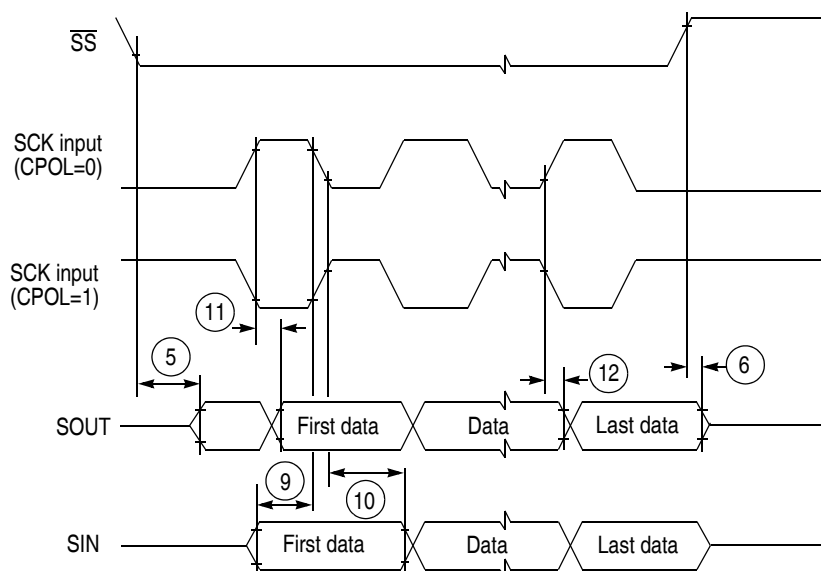 SS
SCK input
(CPOL=0)
SCK input
(CPOL=1)
11
5
12
6
SOUT
First data
Data
Last data
9
10
SIN
First data
Data
Last data